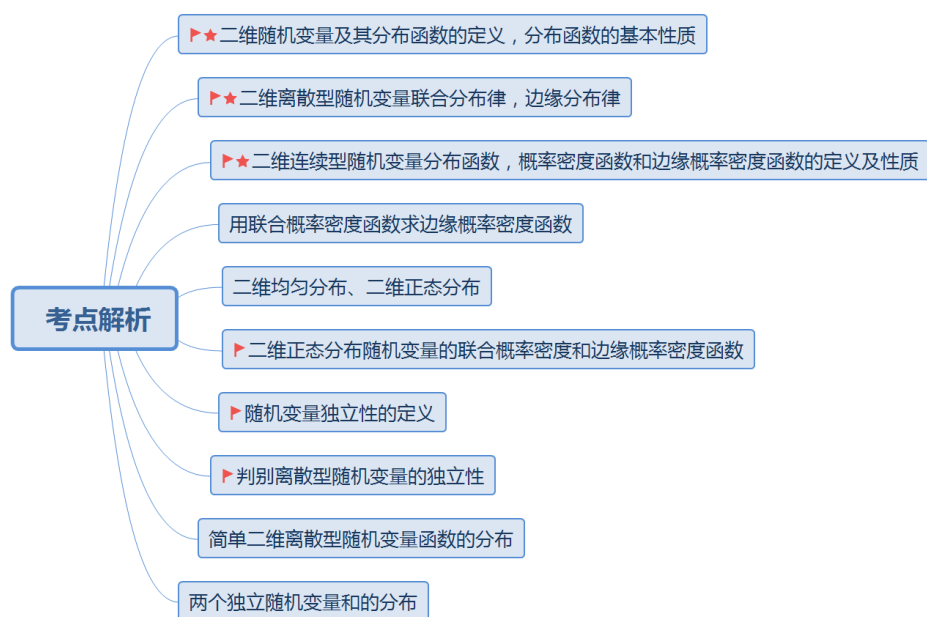 二维随机变量及其分布函数的定义，分布函数的基本性质
二维离散型随机变量联合分布律，边缘分布律
二维连续型随机变量分布函数，概率密度函数和边缘概率密度函数的定义及性质
用联合概率密度函数求边缘概率密度函数
二维均匀分布、二维正态分布
考点解析
二维正态分布随机变量的联合概率密度和边缘概率密度函数
随机变量独立性的定义
判别离散型随机变量的独立性
简单二维离散型随机变量函数的分布
两个独立随机变量和的分布